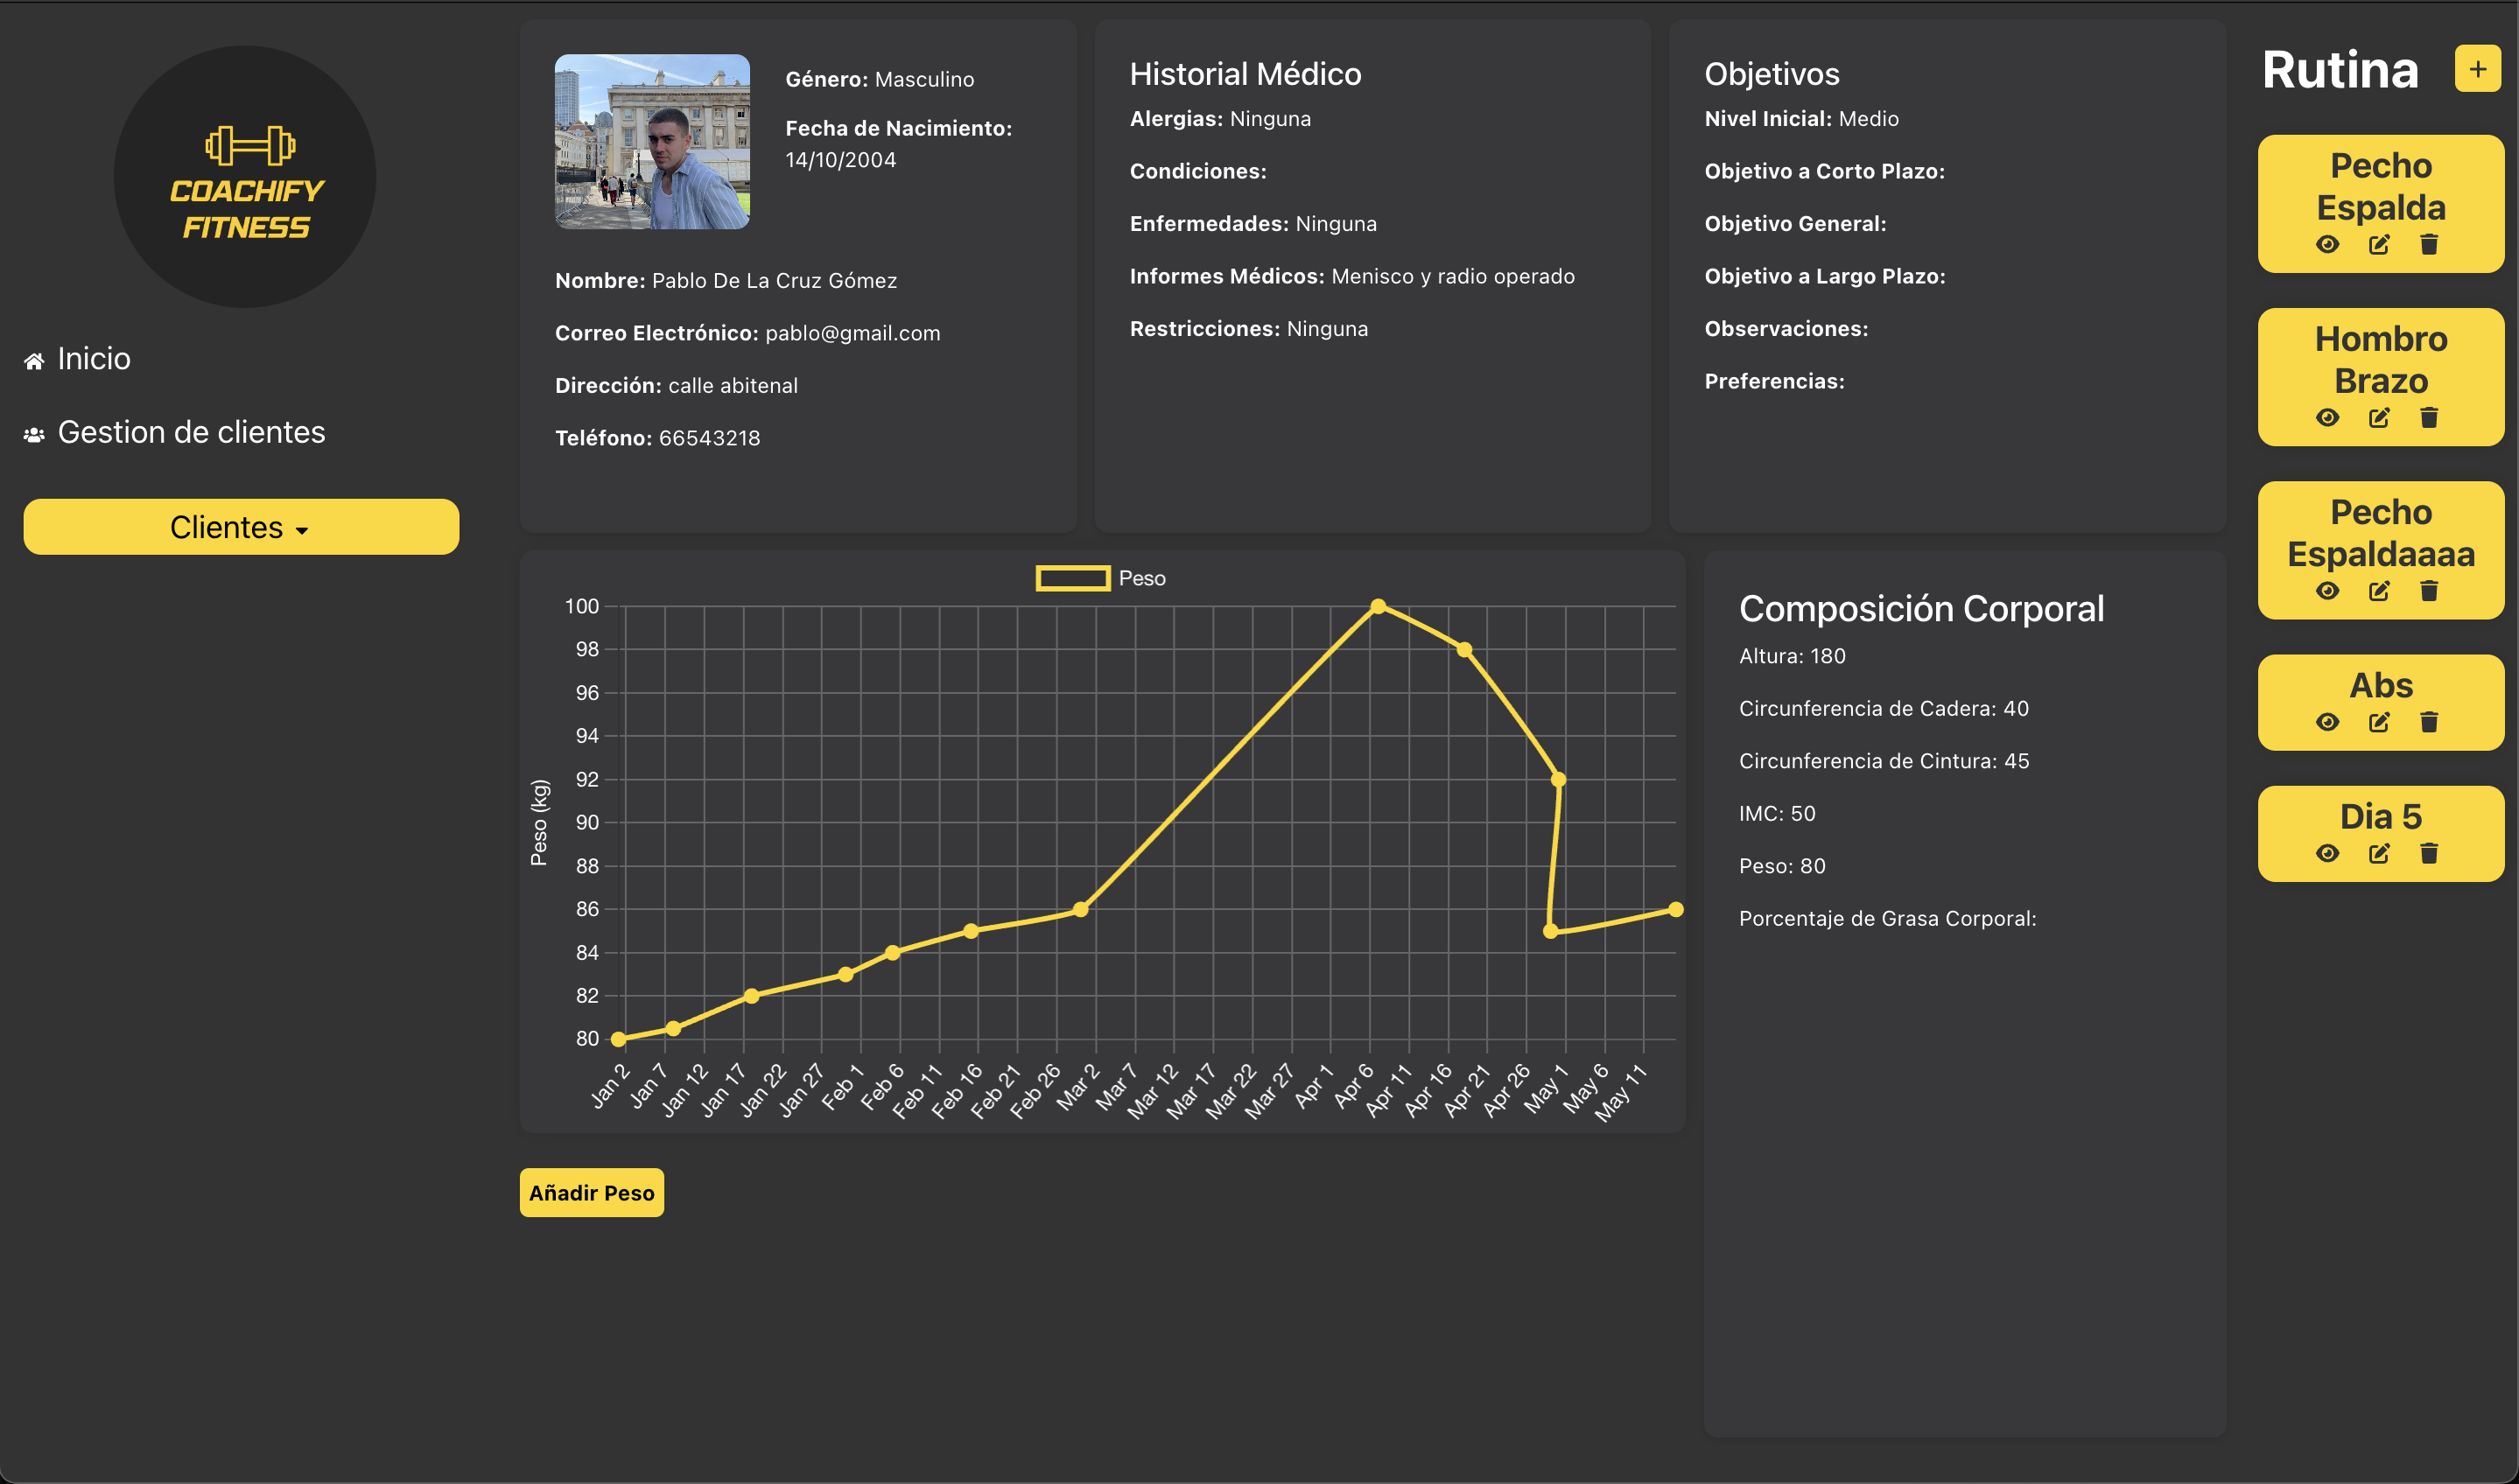 COACHIFY
FITNESS
Inicio
Gestion de clientes
Clientes
Género: Masculino
Fecha de Nacimiento:
14/10/2004
Nombre: Pablo De La Cruz Gómez
Correo Electrónico: pablo@gmail.com
Dirección: calle abitenal
Teléfono: 66543218
Historial Médico
Alergias: Ninguna
Condiciones:
Enfermedades: Ninguna
Informes Médicos: Menisco y radio operado
Restricciones: Ninguna
Objetivos
Nivel Inicial: Medio
Objetivo a Corto Plazo:
Objetivo General:
Objetivo a Largo Plazo:
Observaciones:
Preferencias:
Peso
Peso (kg)
100
98
96
94
92
90
88
86
84
82
80
Jan 2
Jan 7
Jan 12
Jan 17
Jan 22
Jan 27
Feb 1
Feb 6
Feb 11
Feb 16
Feb 21
Feb 26
Mar 2
Mar 7
Mar 12
Mar 17
Mar 22
Mar 27
Apr 1
Apr 6
Apr 11
Apr 16
Apr 21
Apr 26
May 1
May 6
May 11
Añadir Peso
Composición Corporal
Altura: 180
Circunferencia de Cadera: 40
Circunferencia de Cintura: 45
IMC: 50
Peso: 80
Porcentaje de Grasa Corporal:
Rutina +
Pecho
Espalda
Hombro
Brazo
Pecho
Espaldaaaa
Abs
Dia 5